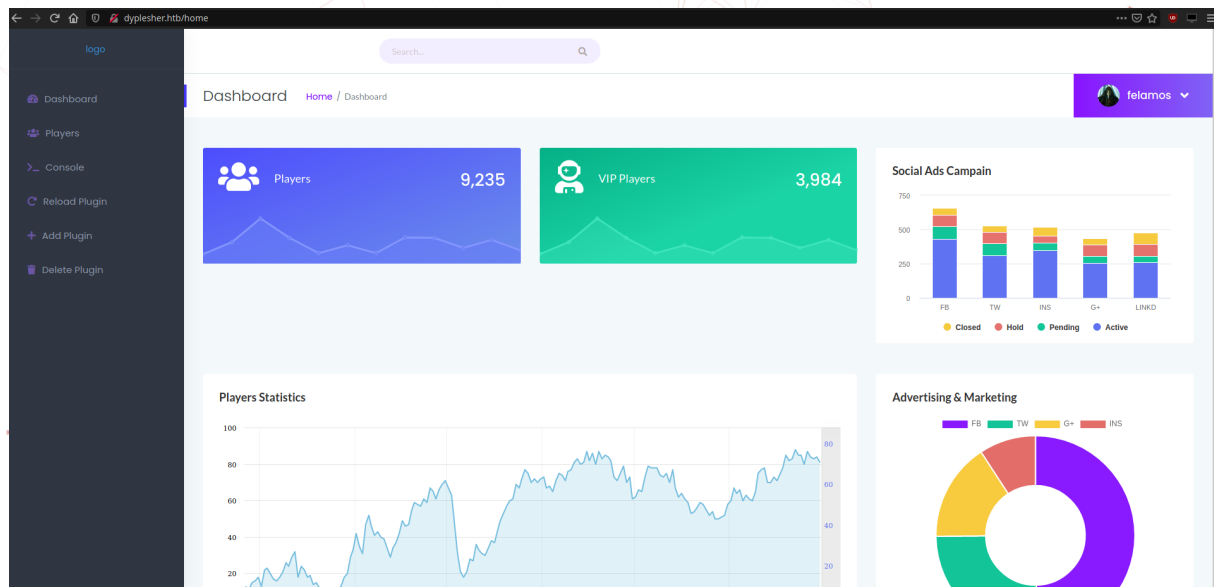 dyplesher.htb/home
logo
Search...
Dashboard
Players
Console
Reload Plugin
Add Plugin
Delete Plugin
Dashboard Home / Dashboard
felamos
Players 9,235
VIP Players 3,984
Social Ads Campain
750
500
250
0
FB TW INS G+ LINKD
Closed Hold Pending Active
Players Statistics
100
80
60
40
20
80
60
40
20
Advertising & Marketing
FB TW G+ INS